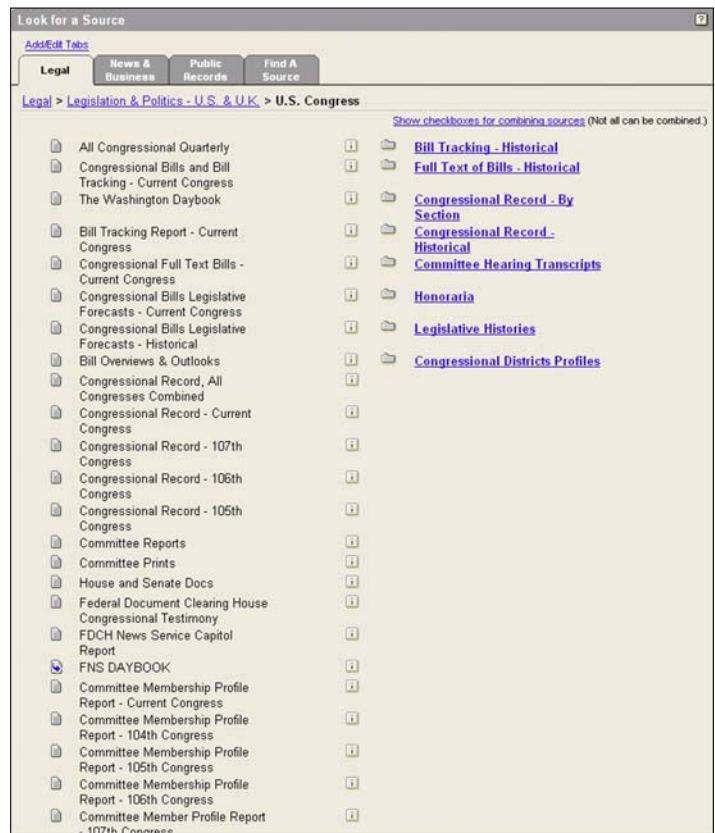 Look for a Source
?
Add/Edit Tabs
Legal
News &
Business
Public
Records
Find A
Source
Legal > Legislation & Politics - U.S. & U.K. > U.S. Congress
Show checkboxes for combining sources (Not all can be combined.)
All Congressional Quarterly
Congressional Bills and Bill
Tracking - Current Congress
The Washington Daybook
Bill Tracking Report - Current
Congress
Congressional Full Text Bills -
Current Congress
Congressional Bills Legislative
Forecasts - Current Congress
Congressional Bills Legislative
Forecasts - Historical
Bill Overviews & Outlooks
Congressional Record, All
Congresses Combined
Congressional Record - Current
Congress
Congressional Record - 107th
Congress
Congressional Record - 106th
Congress
Congressional Record - 105th
Congress
Committee Reports
Committee Prints
House and Senate Docs
Federal Document Clearing House
Congressional Testimony
FDCH News Service Capitol
Report
FNS DAYBOOK
Committee Membership Profile
Report - Current Congress
Committee Membership Profile
Report - 104th Congress
Committee Membership Profile
Report - 105th Congress
Committee Membership Profile
Report - 106th Congress
Committee Member Profile Report
- 107th Congress
Bill Tracking - Historical
Full Text of Bills - Historical
Congressional Record - By
Section
Congressional Record -
Historical
Committee Hearing Transcripts
Honoraria
Legislative Histories
Congressional Districts Profiles